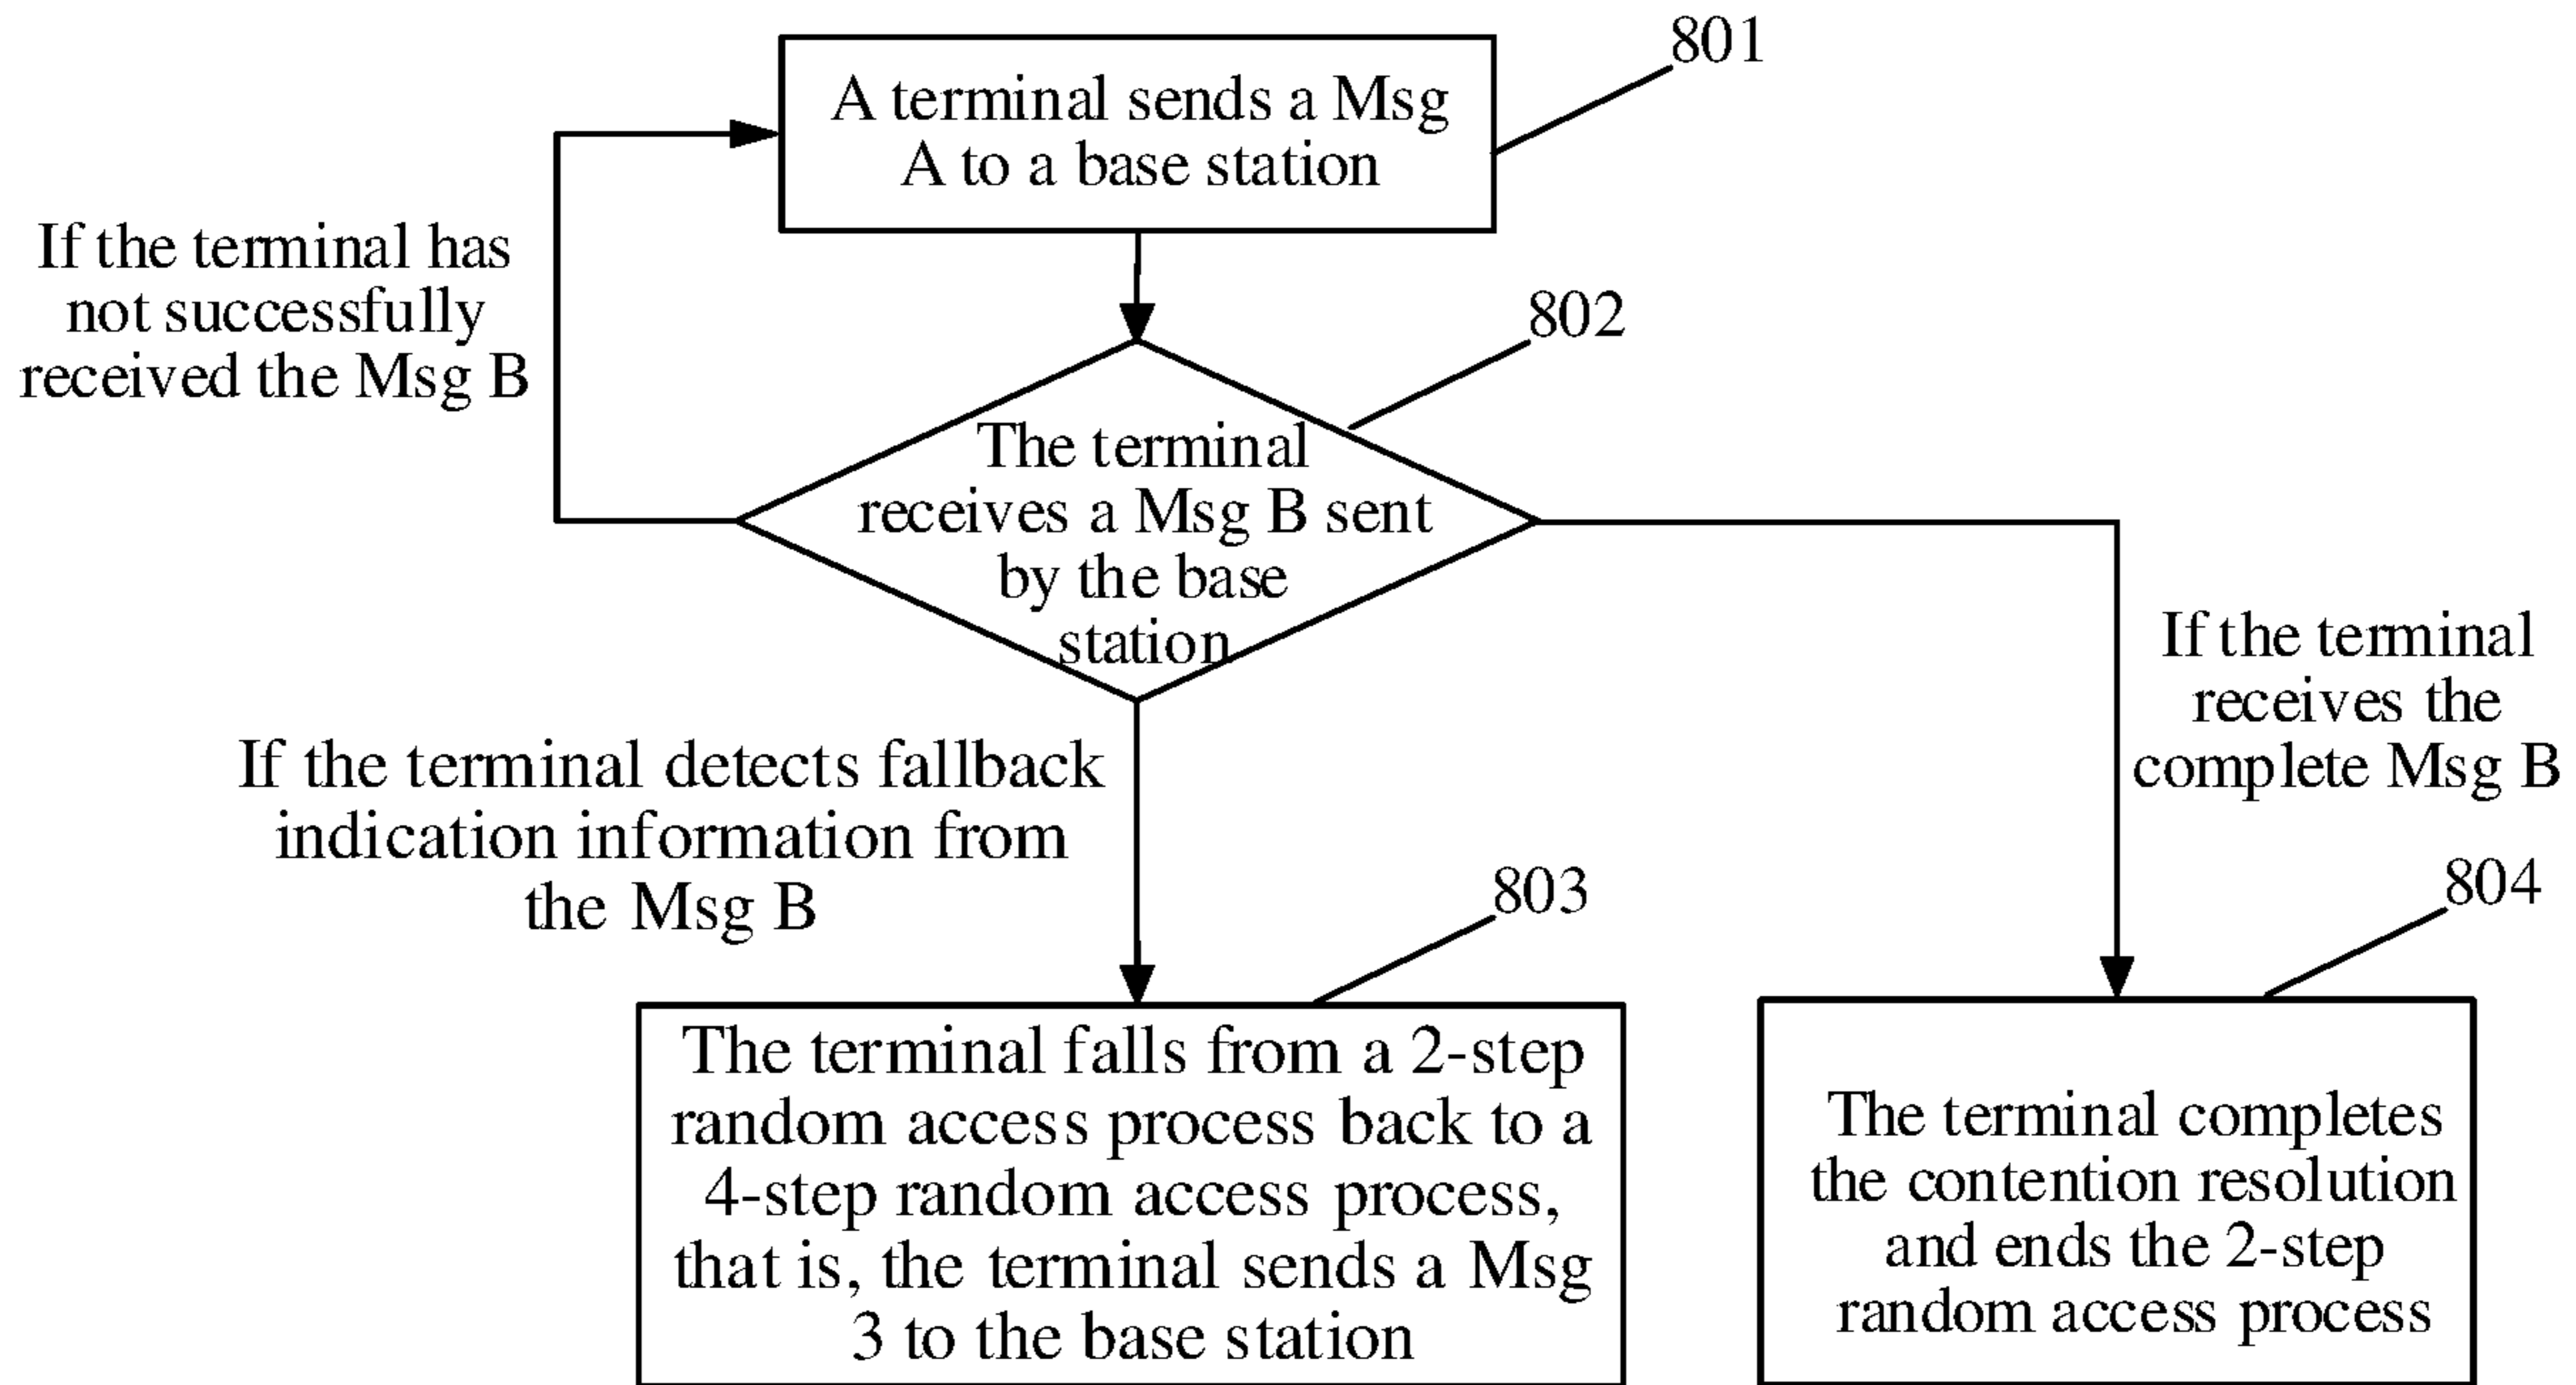 801
A terminal sends a Msg
A to a base station
If the terminal has
not successfully
received the Msg B
802
The terminal
receives a Msg B sent
by the base
station
If the terminal
receives the
complete Msg B
If the terminal detects fallback
indication information from
the Msg B
803
804
The terminal falls from a 2-step
random access process back to a
4-step random access process,
that is, the terminal sends a Msg
3 to the base station
The terminal completes
the contention resolution
and ends the 2-step
random access process